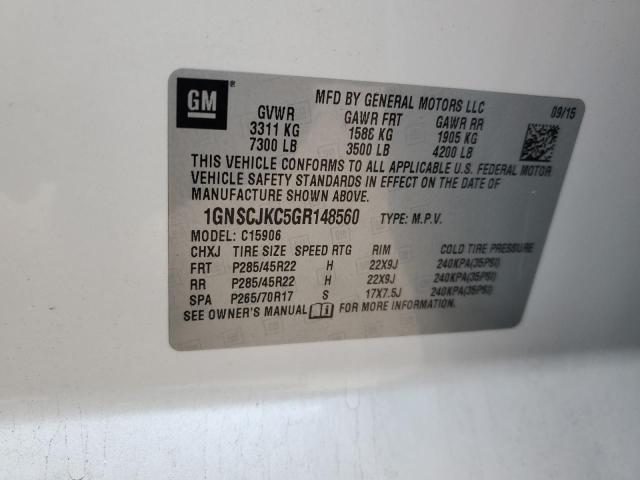 GM
MFD BY GENERAL MOTORS LLC 09/15
GVWR GAWR FRT GAWR RR
3311 KG 1588 KG 1905 KG
7300 LB 3500 LB 4200 LB
THIS VEHICLE CONFORMS TO ALL APPLICABLE U.S. FEDERAL MOTOR
VEHICLE SAFETY STANDARDS IN EFFECT ON THE DATE OF
MANUFACTURE SHOWN ABOVE.
1GNSCJKC5GR148560 TYPE: M.P.V.
MODEL: C15906
CHXJ TIRE SIZE SPEED RTG RIM COLD TIRE PRESSURE
FRT P285/45R22 H 22X9J 240KPA(35PSI)
RR P285/45R22 H 22X9J 240KPA(35PSI)
SPA P265/70R17 S 17X7.5J 240KPA(35PSI)
SEE OWNER'S MANUAL FOR MORE INFORMATION.